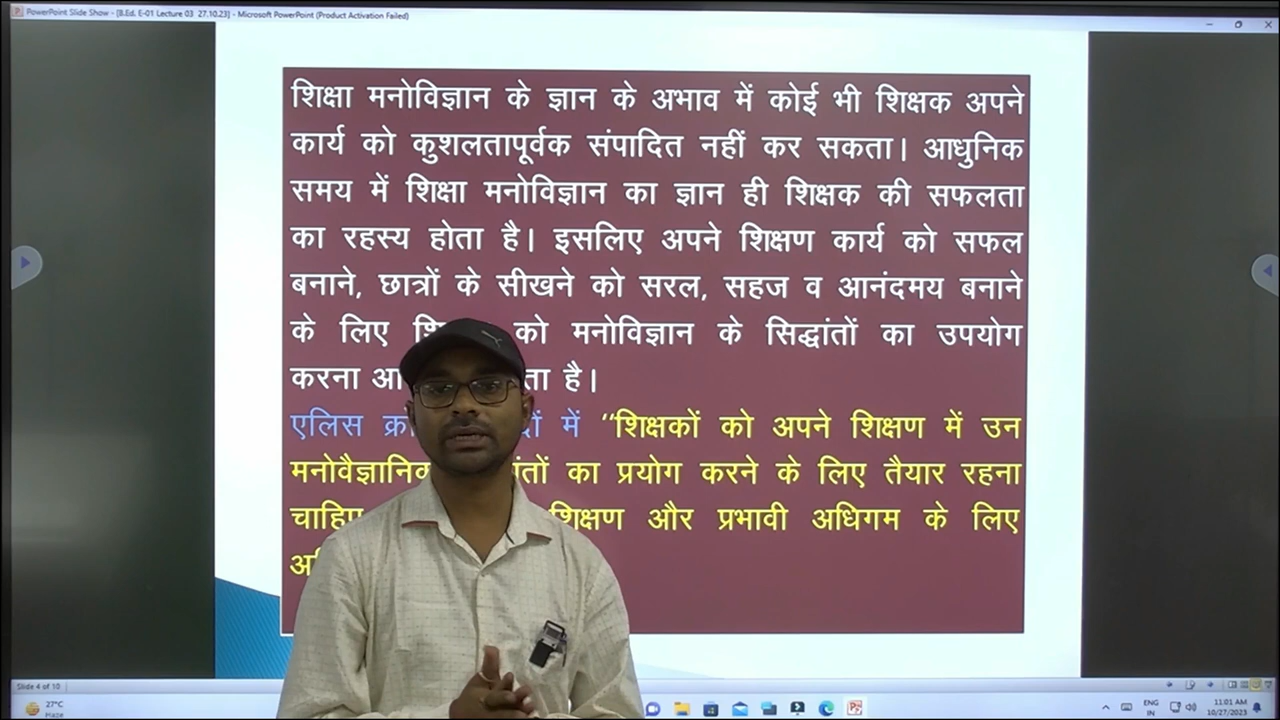 PowerPoint Slide Show - [B.Ed. E-01 Lecture 03 27.10.23] - Microsoft PowerPoint (Product Activation Failed)
शिक्षा मनोविज्ञान के ज्ञान के अभाव में कोई भी शिक्षक अपने
कार्य को कुशलतापूर्वक संपादित नहीं कर सकता। आधुनिक
समय में शिक्षा मनोविज्ञान का ज्ञान ही शिक्षक की सफलता
का रहस्य होता है। इसलिए अपने शिक्षण कार्य को सफल
बनाने, छात्रों के सीखने को सरल, सहज व आनंदमय बनाने
के लिए को मनोविज्ञान के सिद्धांतों का उपयोग
करना है।
एलिस में ‘‘शिक्षकों को अपने शिक्षण में उन
का प्रयोग करने के लिए तैयार रहना
शिक्षण और प्रभावी अधिगम के लिए
Slide 4 of 10
27°C
Haze
ENG
IN
11:01 AM
10/27/2023